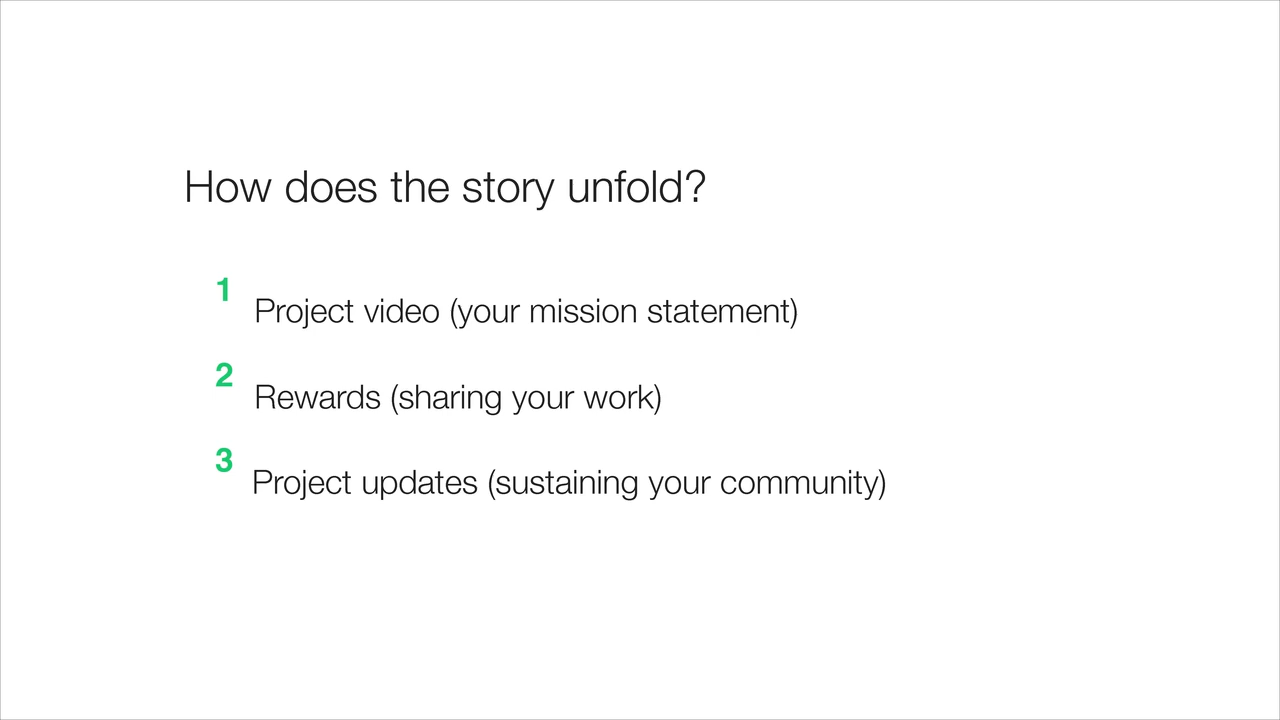 How does the story unfold?
1 Project video (your mission statement)
2 Rewards (sharing your work)
3 Project updates (sustaining your community)